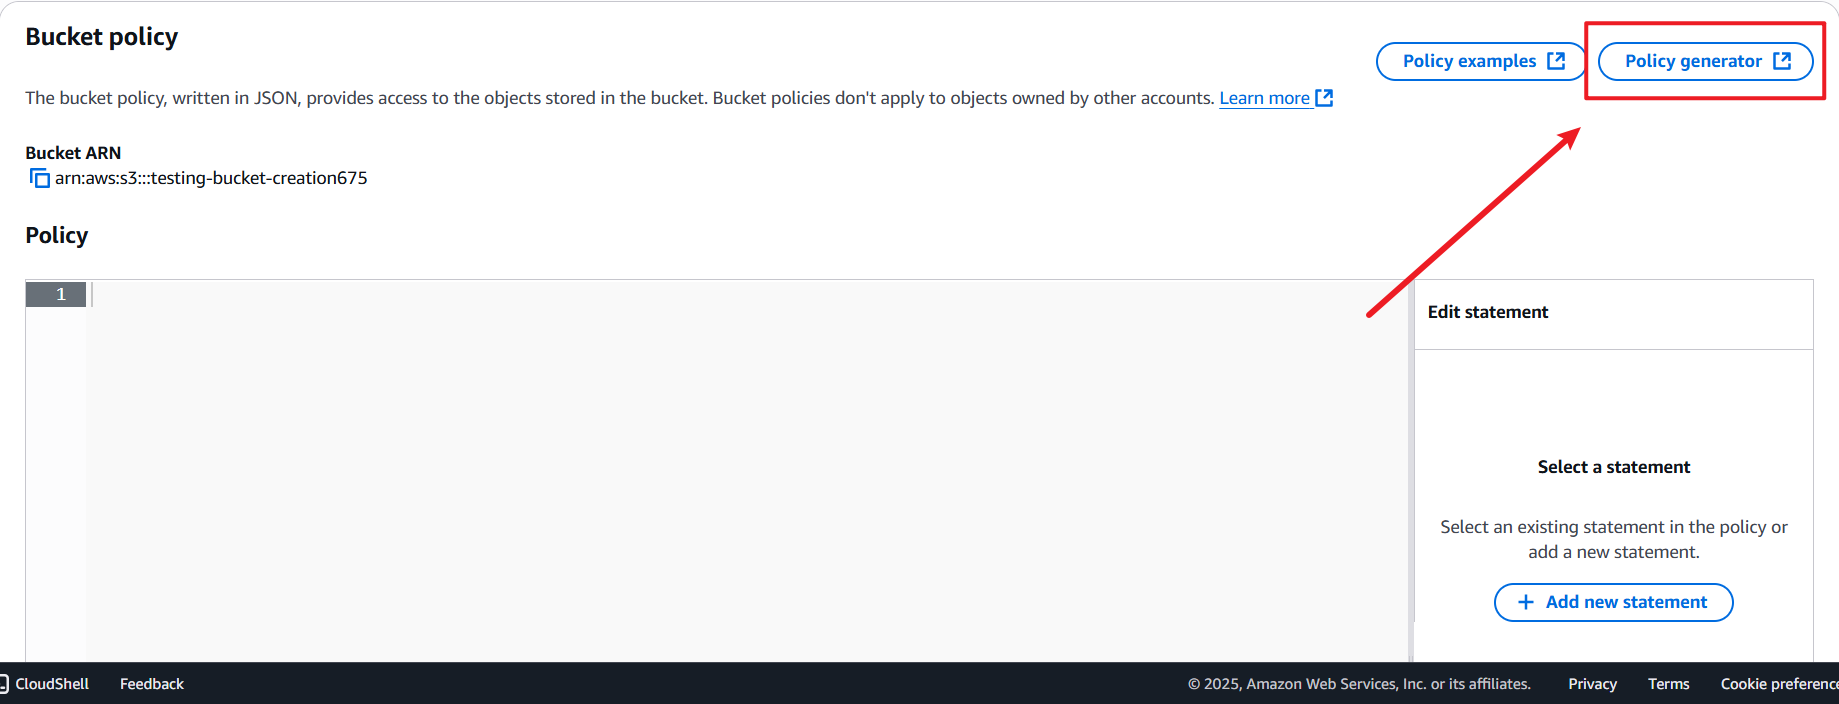 Bucket policy
Policy examples
Policy generator
The bucket policy, written in JSON, provides access to the objects stored in the bucket. Bucket policies don't apply to objects owned by other accounts. Learn more
Bucket ARN
arn:aws:s3:::testing-bucket-creation675
Policy
1
Edit statement
Select a statement
Select an existing statement in the policy or
add a new statement.
+ Add new statement
CloudShell
Feedback
© 2025, Amazon Web Services, Inc. or its affiliates.
Privacy
Terms
Cookie preference